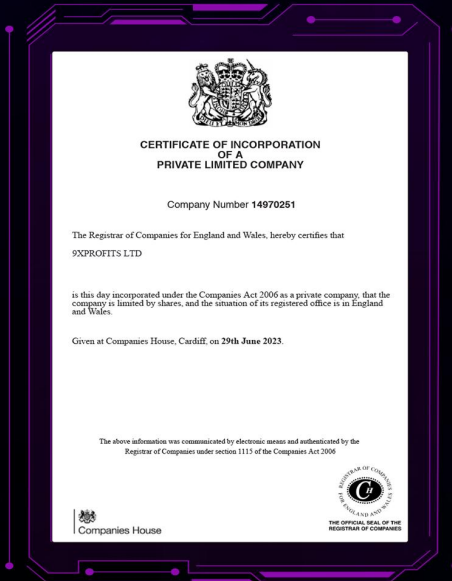 CERTIFICATE OF INCORPORATION
OF A
PRIVATE LIMITED COMPANY
Company Number 14970251
The Registrar of Companies for England and Wales, hereby certifies that
9XPROFITS LTD
is this day incorporated under the Companies Act 2006 as a private company, that the
company is limited by shares, and the situation of its registered office is in England
and Wales.
Given at Companies House, Cardiff, on 29th June 2023.
The above information was communicated by electronic means and authenticated by the
Registrar of Companies under section 1115 of the Companies Act 2006
Companies House
REGISTRAR OF COMPANIES
FOR ENGLAND AND WALES
CH
THE OFFICIAL SEAL OF THE
REGISTRAR OF COMPANIES